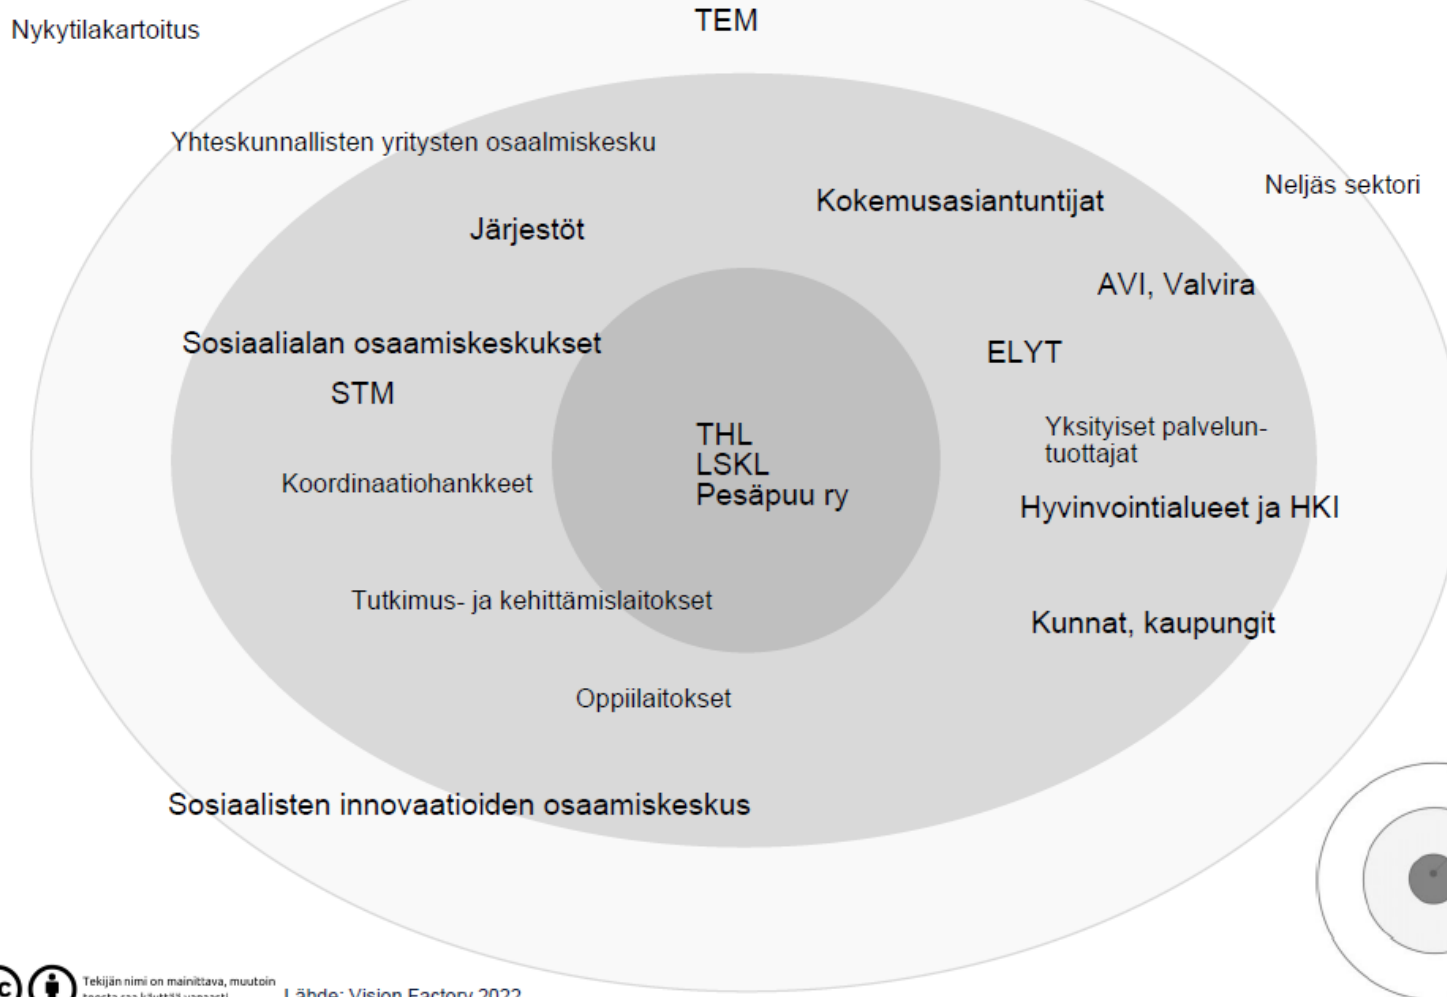 Nykytilakartoitus
TEM
Yhteskunnallisten yritysten osaalmiskesku
Neljäs sektori
Kokemusasiantuntijat
Järjestöt
AVI, Valvira
Sosiaalialan osaamiskeskukset
ELYT
STM
THL
LSKL
Pesäpuu ry
Yksityiset palvelun-
tuottajat
Koordinaatiohankkeet
Hyvinvointialueet ja HKI
Tutkimus- ja kehittämislaitokset
Kunnat, kaupungit
Oppiilaitokset
Sosiaalisten innovaatioiden osaamiskeskus
Tekijän nimi on mainittava, muutoin
Lähde: Vision Factory 2022